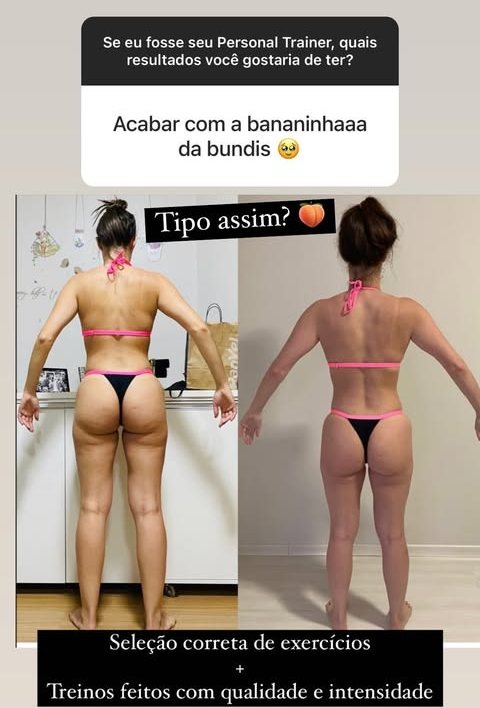 Se eu fosse seu Personal Trainer, quais
resultados você gostaria de ter?
Acabar com a bananinhaaa
da bundis 🥹
Tipo assim? 🍑
Seleção correta de exercícios
+
Treinos feitos com qualidade e intensidade